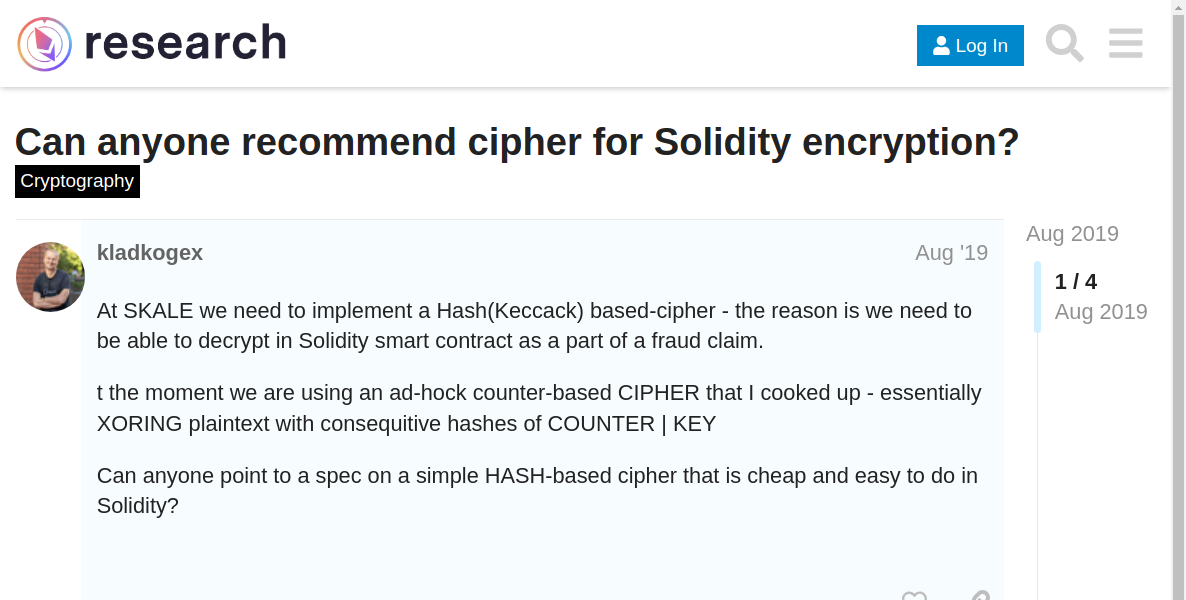 research
Log In
Can anyone recommend cipher for Solidity encryption?
Cryptography
kladkogex
Aug '19
Aug 2019
1 / 4
Aug 2019
At SKALE we need to implement a Hash(Keccack) based-cipher - the reason is we need to
be able to decrypt in Solidity smart contract as a part of a fraud claim.
t the moment we are using an ad-hock counter-based CIPHER that I cooked up - essentially
XORING plaintext with consequitive hashes of COUNTER | KEY
Can anyone point to a spec on a simple HASH-based cipher that is cheap and easy to do in
Solidity?